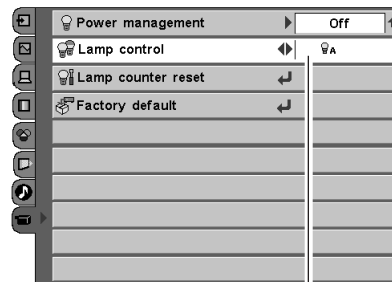 Power management Off
Lamp control A
Lamp counter reset
Factory default